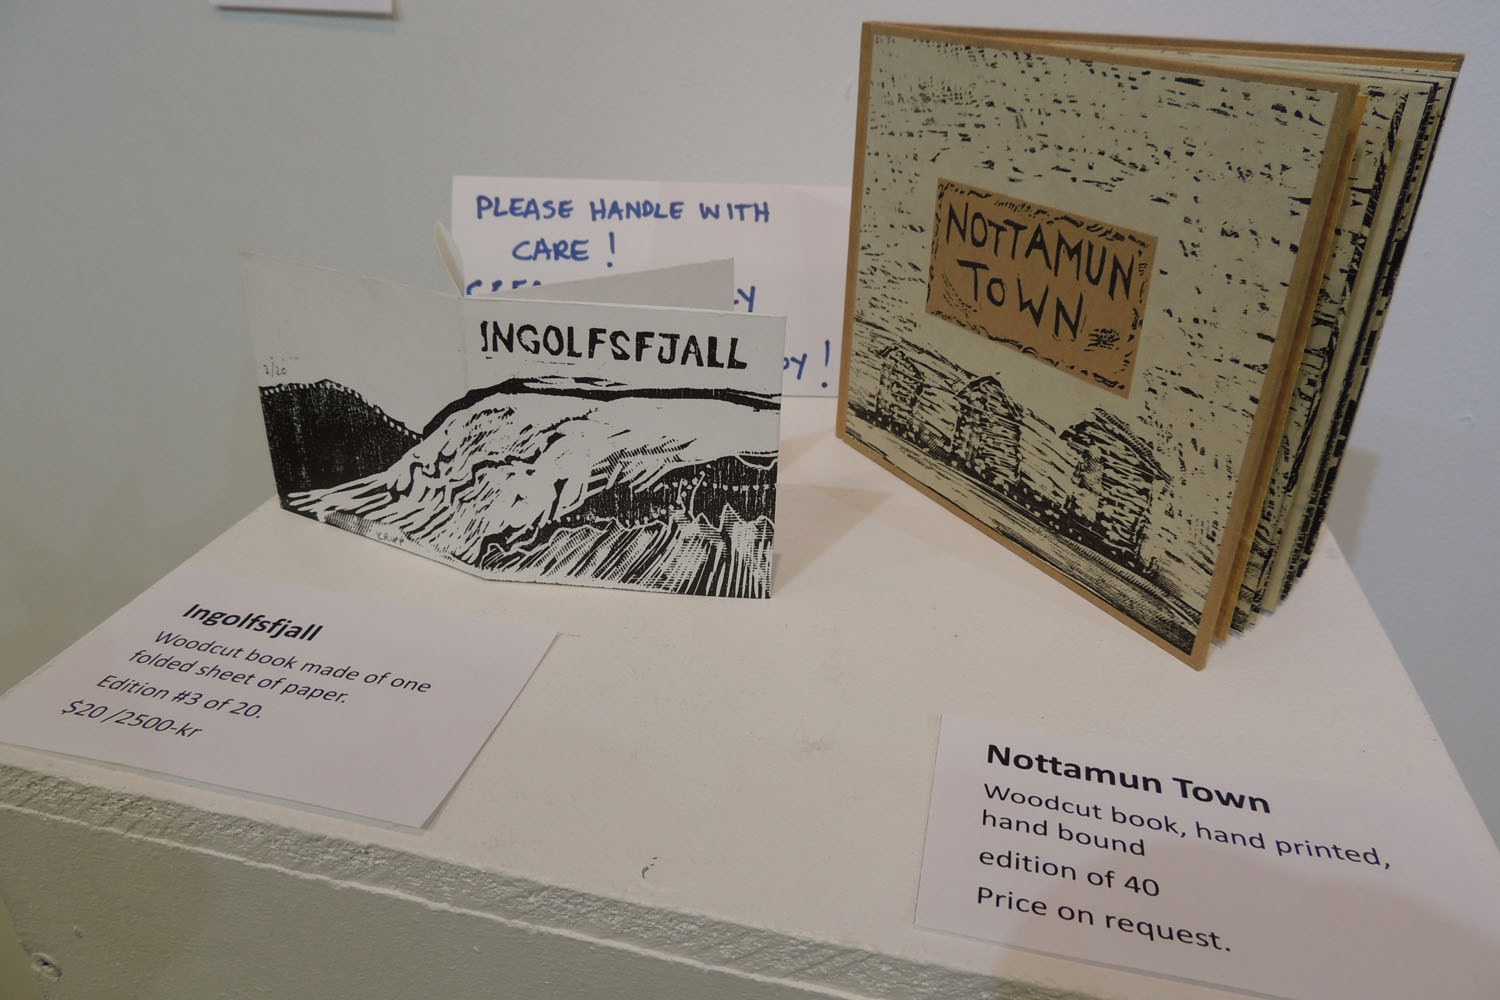 PLEASE HANDLE WITH
CARE !
INGOLFSFJALL
NOTTAMUN
TOWN
Ingolfsfjall
Woodcut book made of one
folded sheet of paper.
Edition #3 of 20.
$20 /2500-kr
Nottamun Town
Woodcut book, hand printed,
hand bound
edition of 40
Price on request.